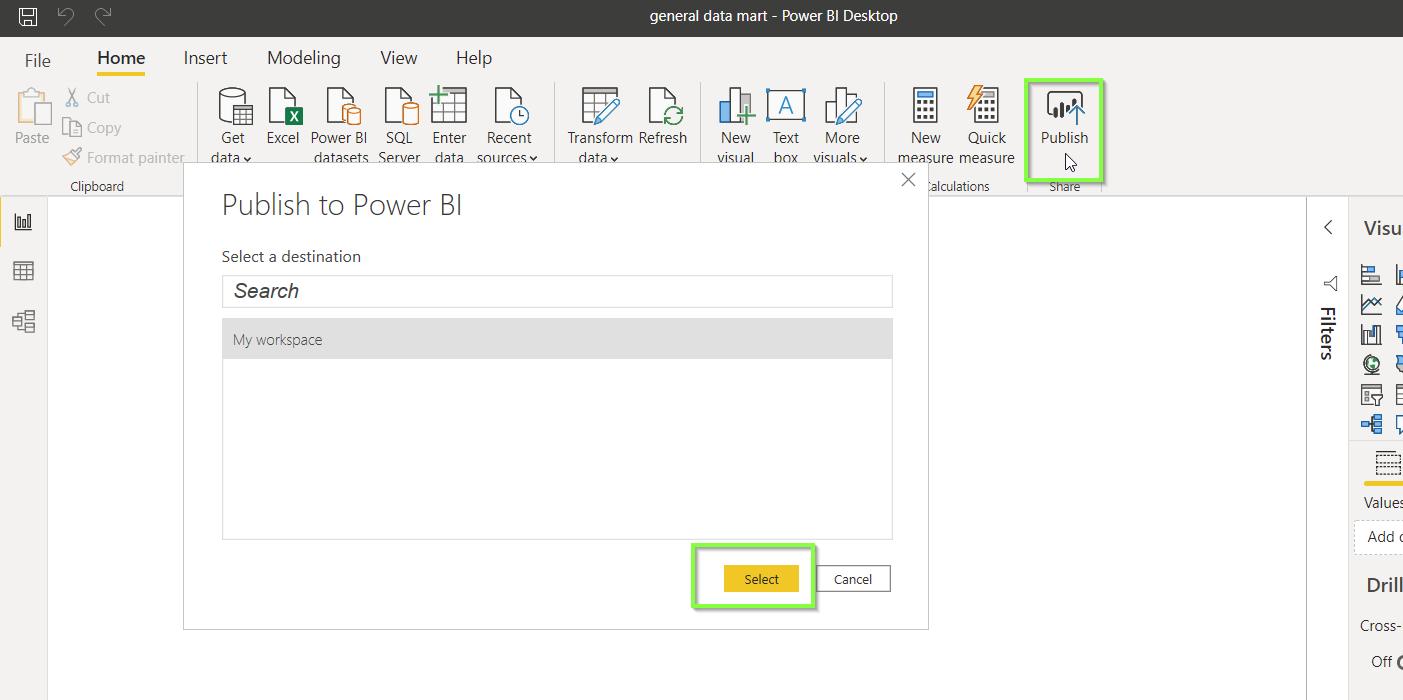 general data mart - Power BI Desktop
File Home Insert Modeling View Help
Paste
Cut
Copy
Format painter
Clipboard
Get data
Excel
Power BI datasets
SQL Server
Enter data
Recent sources
Transform data
Refresh
New visual
Text box
A
More visuals
New measure
Quick measure
Calculations
Publish
Share
Publish to Power BI
Select a destination
Search
My workspace
Select Cancel
Filters
Visu
Values
Add
Drill
Cross-
Off